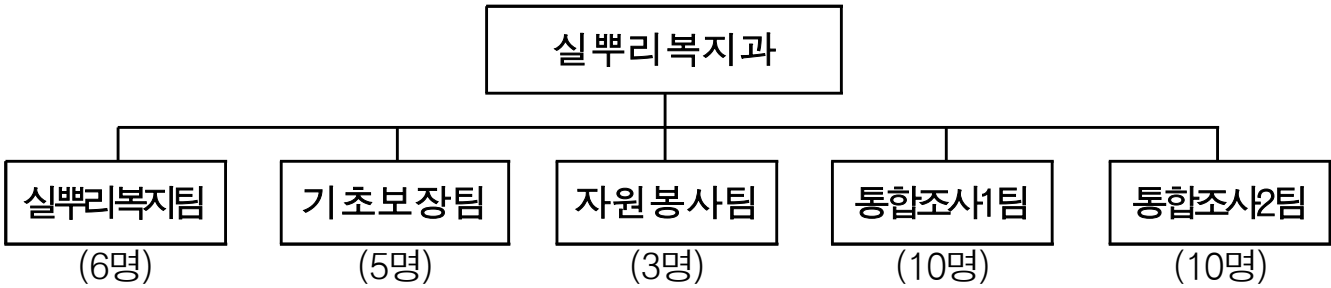 실뿌리복지과
실뿌리복지팀 기초보장팀 자원봉사팀 통합조사1팀 통합조사2팀
(6명) (5명) (3명) (10명) (10명)